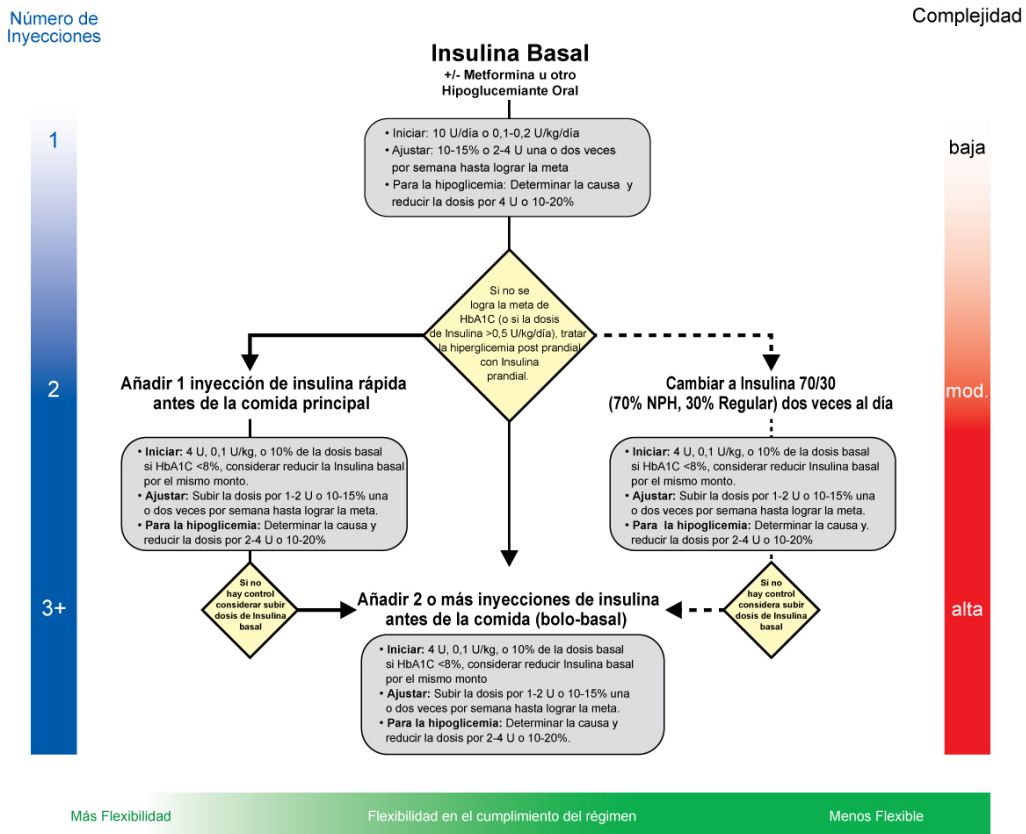 Número de
Inyecciones
Complejidad
Insulina Basal
+/- Metformina u otro
Hipoglucemiante Oral
1
baja
• Iniciar: 10 U/día o 0,1-0,2 U/kg/día
• Ajustar: 10-15% o 2-4 U una o dos veces
por semana hasta lograr la meta
• Para la hipoglicemia: Determinar la causa y
reducir la dosis por 4 U o 10-20%
Si no se
logra la meta de
HbA1C (o si la dosis
de Insulina >0,5 U/kg/día), tratar
la hiperglicemia post prandial
con Insulina
prandial.
2
mod.
Añadir 1 inyección de insulina rápida
antes de la comida principal
• Iniciar: 4 U, 0,1 U/kg, o 10% de la dosis basal
si HbA1C <8%, considerar reducir la Insulina basal
por el mismo monto.
• Ajustar: Subir la dosis por 1-2 U o 10-15% una
o dos veces por semana hasta lograr la meta.
• Para la hipoglicemia: Determinar la causa y
reducir la dosis por 2-4 U o 10-20%
Cambiar a Insulina 70/30
(70% NPH, 30% Regular) dos veces al día
• Iniciar: 4 U, 0,1 U/kg, o 10% de la dosis basal
si HbA1C <8%, considerar reducir Insulina basal
por el mismo monto.
• Ajustar: Subir la dosis por 1-2 U o 10-15% una
o dos veces por semana hasta lograr la meta.
• Para la hipoglicemia: Determinar la causa y.
reducir la dosis por 2-4 U o 10-20%
3+
alta
Si no
hay control
considerar subir
dosis de Insulina
basal
Si no
hay control
considera subir
dosis de Insulina
basal
Añadir 2 o más inyecciones de insulina
antes de la comida (bolo-basal)
• Iniciar: 4 U, 0,1 U/kg, o 10% de la dosis basal
si HbA1C <8%, considerar reducir Insulina basal
por el mismo monto
• Ajustar: Subir la dosis por 1-2 U o 10-15% una
o dos veces por semana hasta lograr la meta.
• Para la hipoglicemia: Determinar la causa y
reducir la dosis por 2-4 U o 10-20%.
Más Flexibilidad
Flexibilidad en el cumplimiento del régimen
Menos Flexible